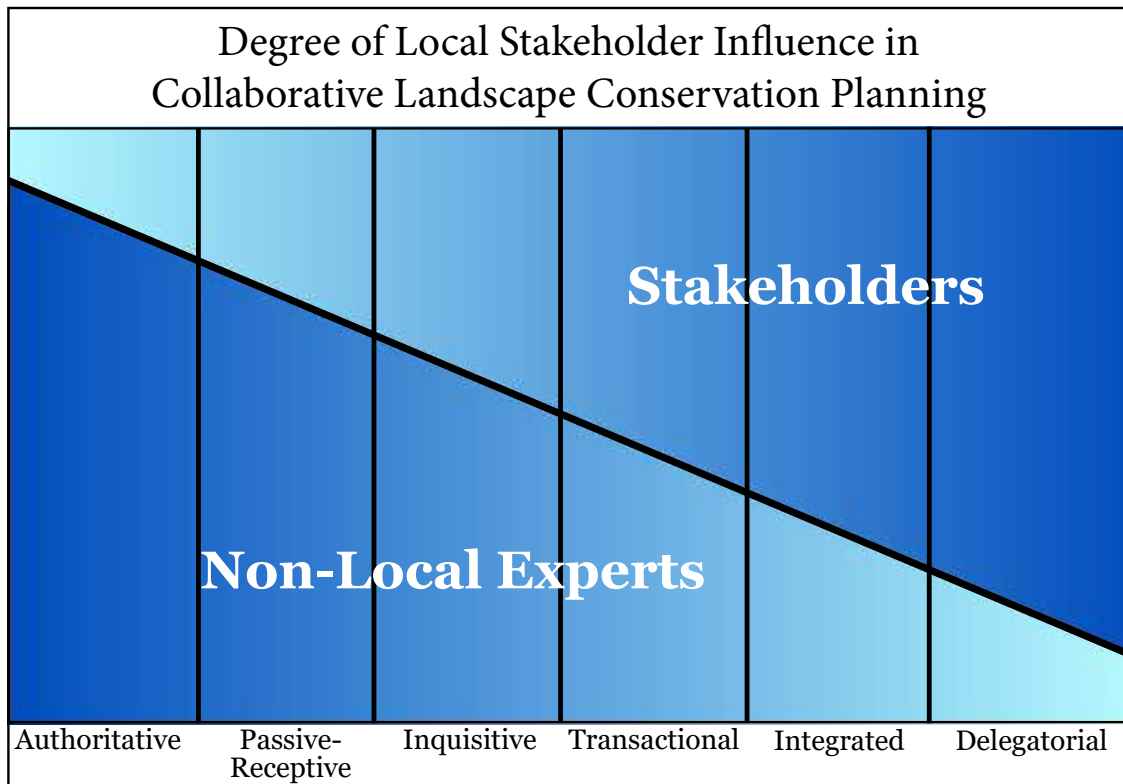 Degree of Local Stakeholder Influence in
Collaborative Landscape Conservation Planning
Stakeholders
Non-Local Experts
Authoritative
Passive-
Receptive
Inquisitive
Transactional
Integrated
Delegatorial